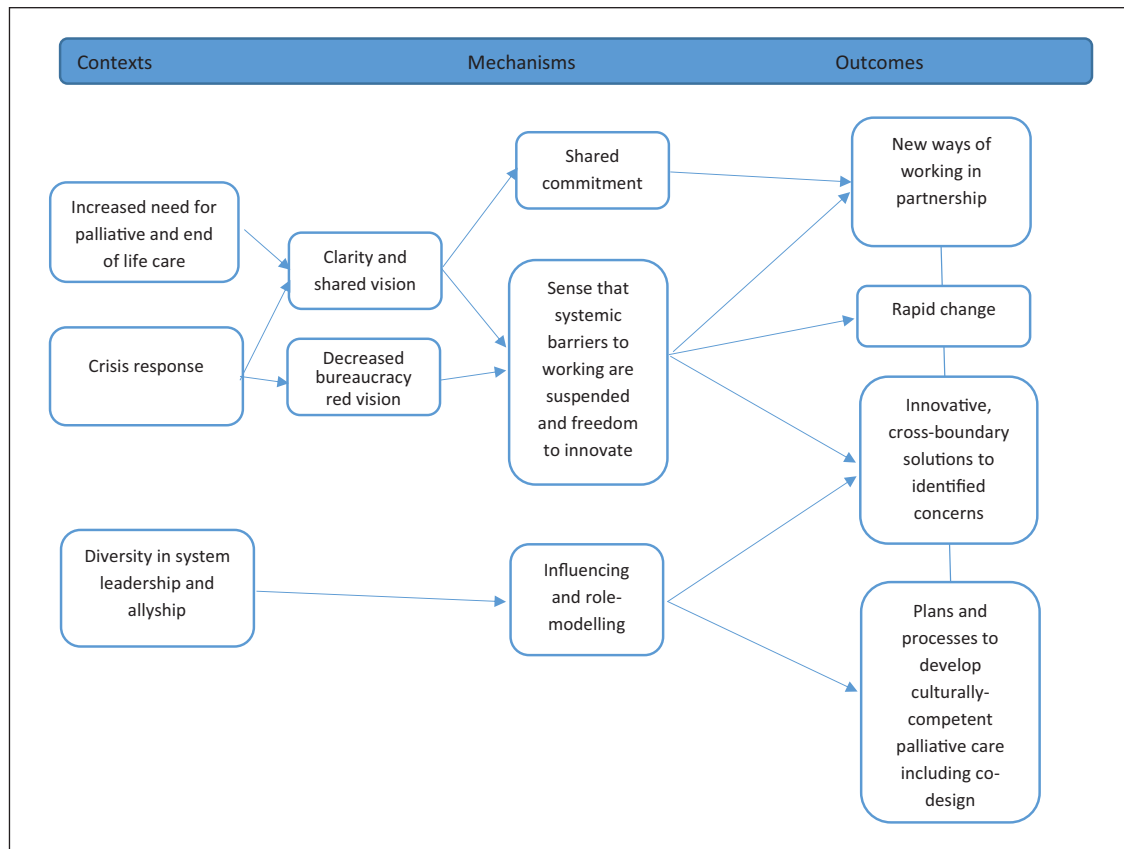 Contexts
Mechanisms
Outcomes
Increased need for
palliative and end
of life care
Crisis response
Diversity in system
leadership and
allyship
Clarity and
shared vision
Decreased
bureaucracy
red vision
Shared
commitment
Sense that
systemic
barriers to
working are
suspended
and freedom
to innovate
Influencing
and role-
modelling
New ways of
working in
partnership
Rapid change
Innovative,
cross-boundary
solutions to
identified
concerns
Plans and
processes to
develop
culturally-
competent
palliative care
including co-
design